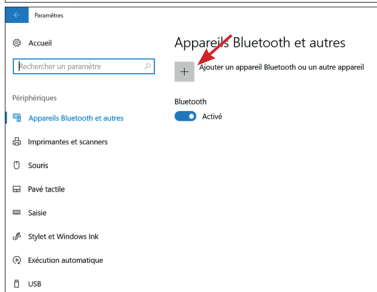 Paramètres
Accueil
Rechercher un paramètre
Périphériques
Appareils Bluetooth et autres
Imprimantes et scanners
Souris
Pavé tactile
Saisie
Stylet et Windows Ink
Exécution automatique
USB
Appareils Bluetooth et autres
Ajouter un appareil Bluetooth ou un autre appareil
Bluetooth
Activé